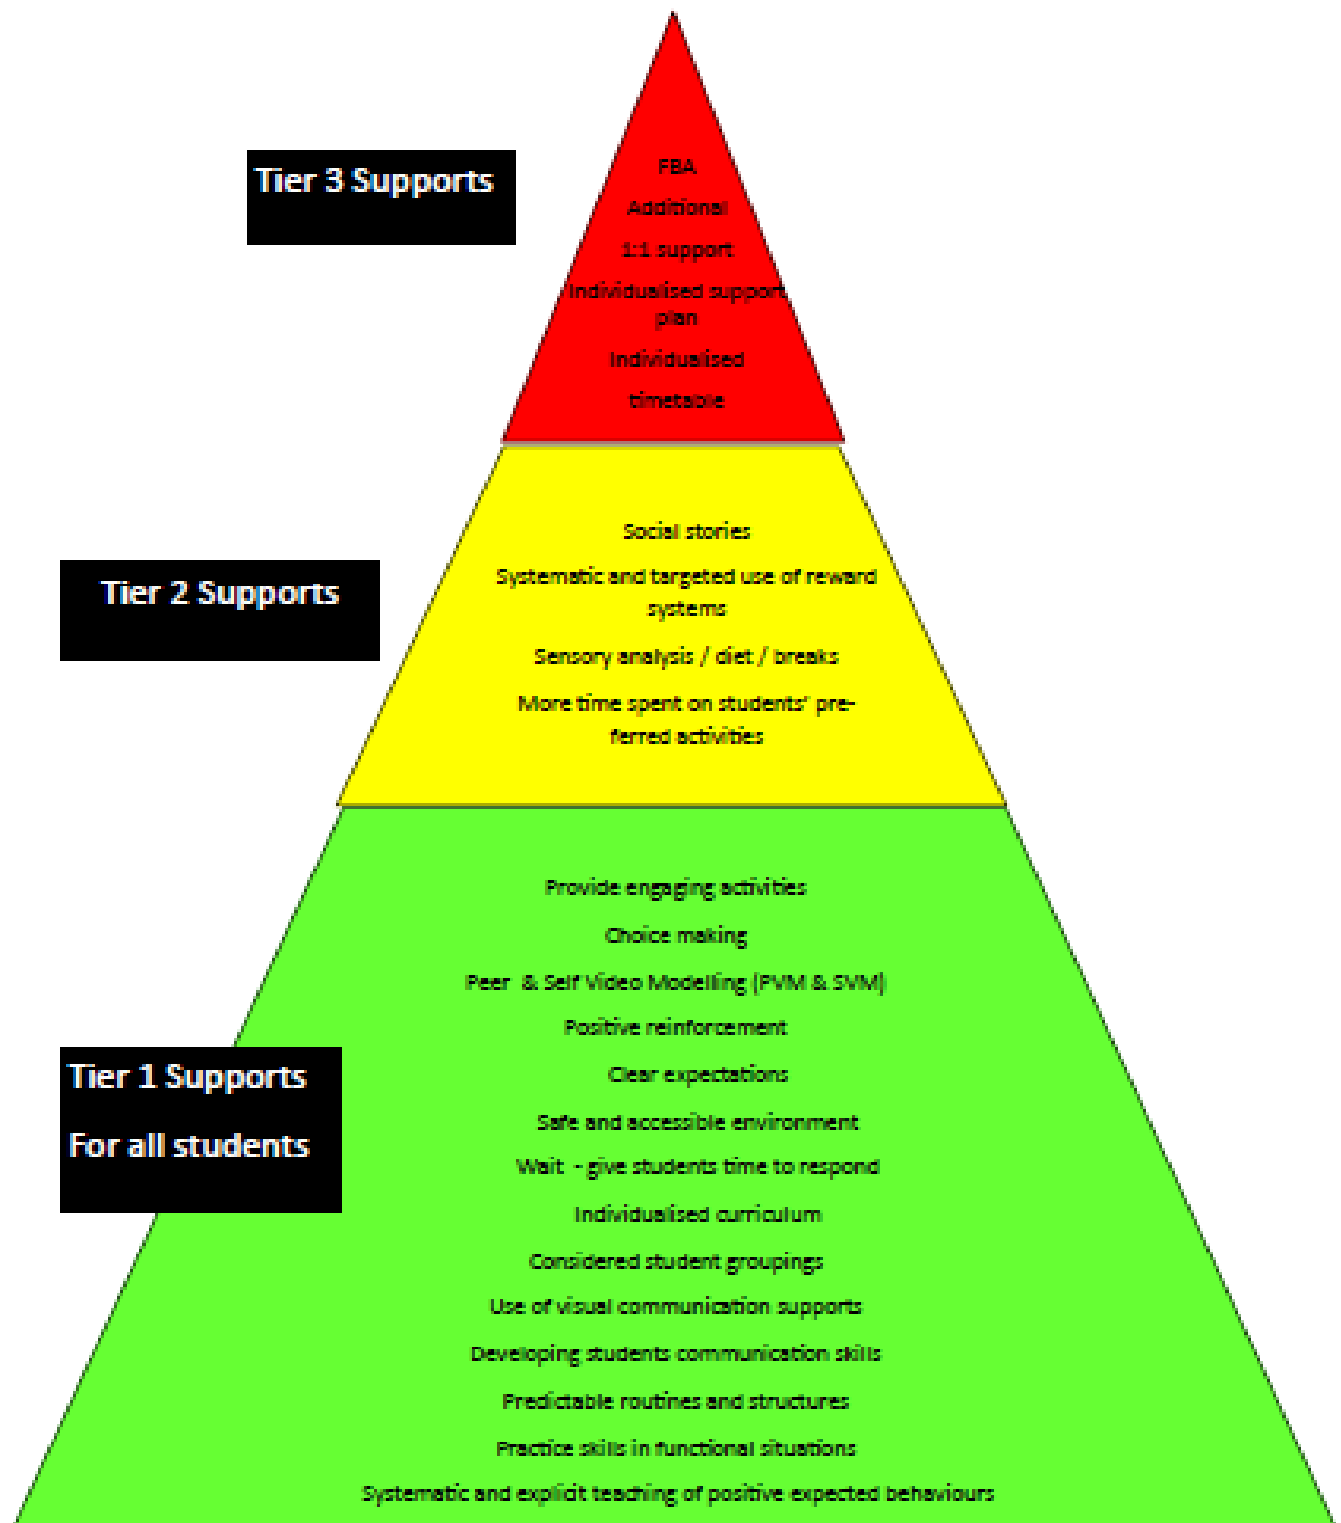 Tier 3 Supports
FBA
Additional
1:1 support
Individualised support
plan
Individualised
timetable
Tier 2 Supports
Social stories
Systematic and targeted use of reward
systems
Sensory analysis / diet / breaks
More time spent on students' pre-
ferred activities
Tier 1 Supports
For all students
Provide engaging activities
Choice making
Peer & Self Video Modelling (PVM & SVM)
Positive reinforcement
Clear expectations
Safe and accessible environment
Wait - give students time to respond
Individualised curriculum
Considered student groupings
Use of visual communication supports
Developing students communication skills
Predictable routines and structures
Practice skills in functional situations
Systematic and explicit teaching of positive expected behaviours